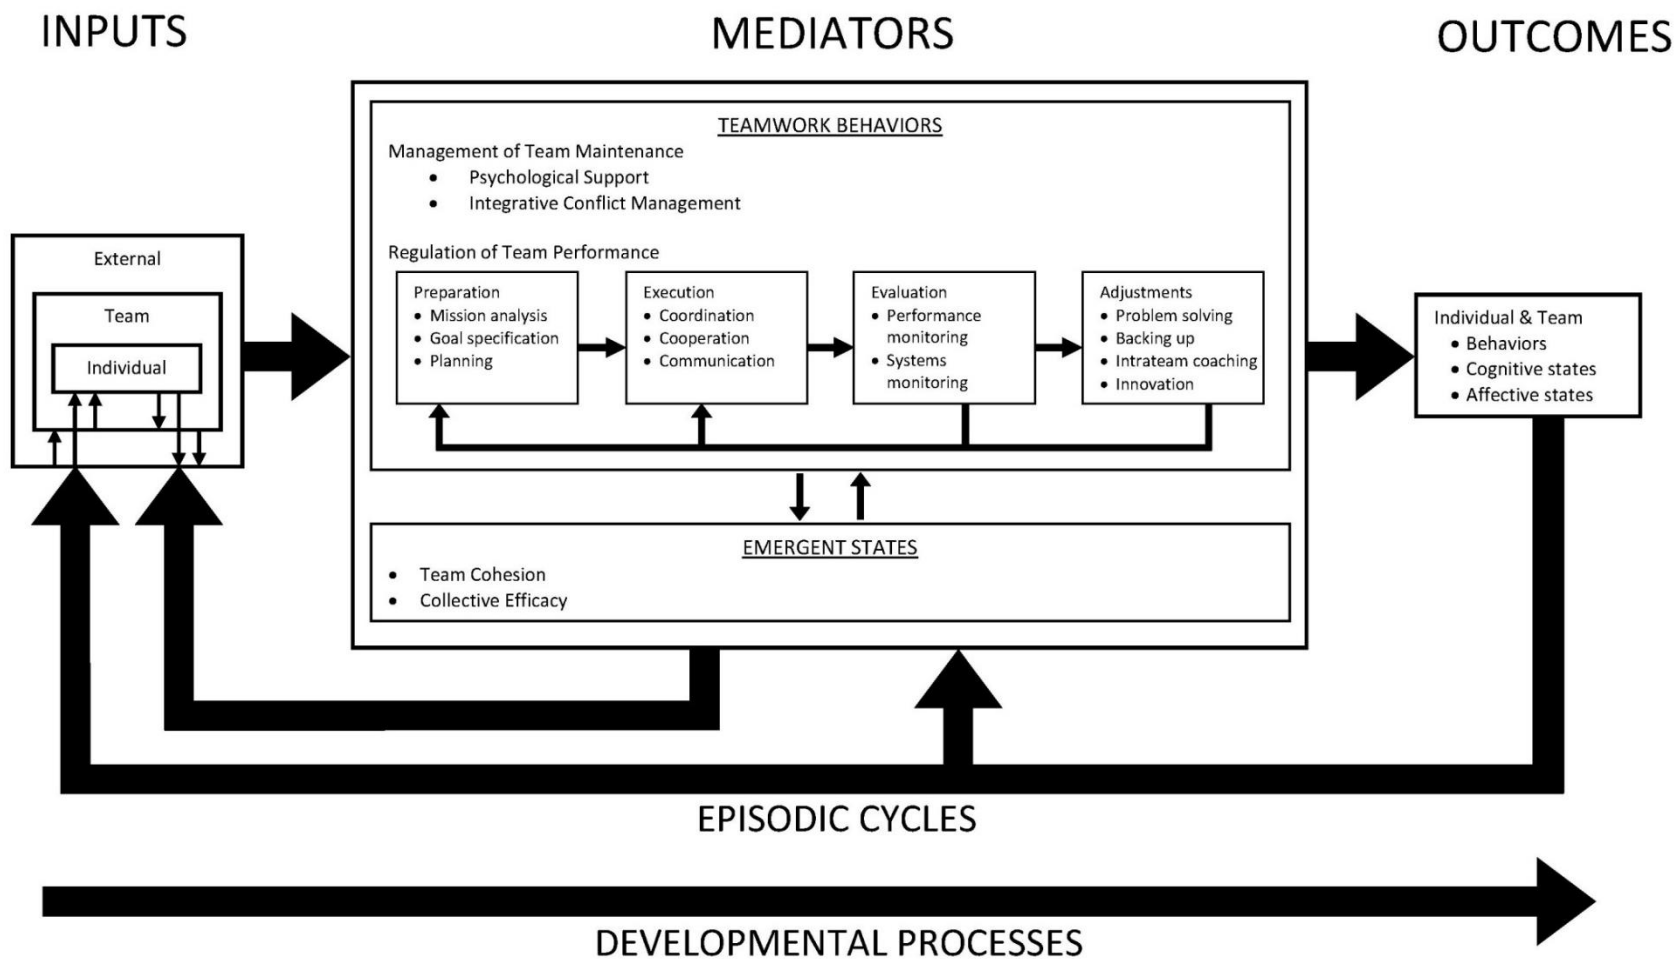 INPUTS
MEDIATORS
OUTCOMES
TEAMWORK BEHAVIORS
Management of Team Maintenance
• Psychological Support
• Integrative Conflict Management
Regulation of Team Performance
External
Team
Individual
Preparation
• Mission analysis
• Goal specification
• Planning
Execution
• Coordination
• Cooperation
• Communication
Evaluation
• Performance
monitoring
• Systems
monitoring
Adjustments
• Problem solving
• Backing up
• Intrateam coaching
• Innovation
Individual & Team
• Behaviors
• Cognitive states
• Affective states
EMERGENT STATES
• Team Cohesion
• Collective Efficacy
EPISODIC CYCLES
DEVELOPMENTAL PROCESSES